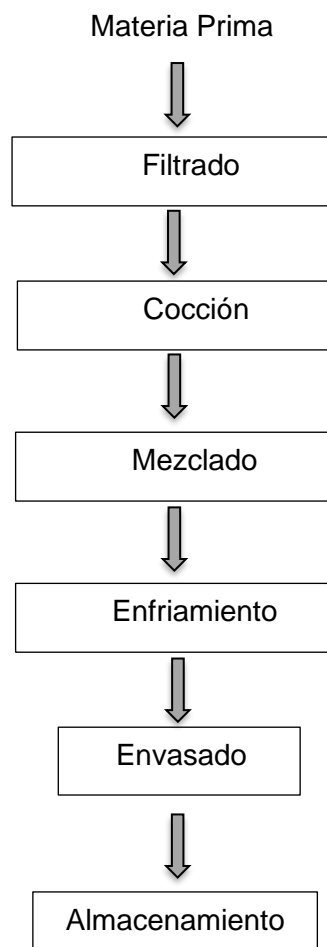 Materia Prima
Filtrado
Cocción
Mezclado
Enfriamiento
Envasado
Almacenamiento